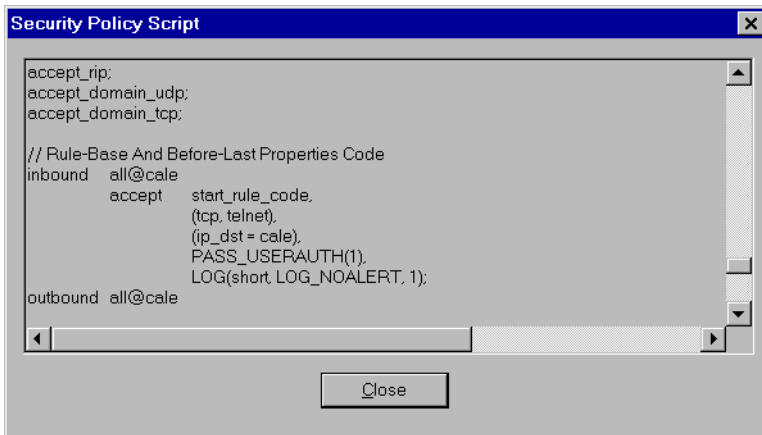 Security Policy Script
accept_rip;
accept_domain_udp;
accept_domain_tcp;
// Rule-Base And Before-Last Properties Code
inbound all@cale
accept start_rule_code,
(tcp, telnet),
(ip_dst = cale),
PASS_USERAUTH(1),
LOG(short, LOG_NOALERT, 1);
outbound all@cale
Close